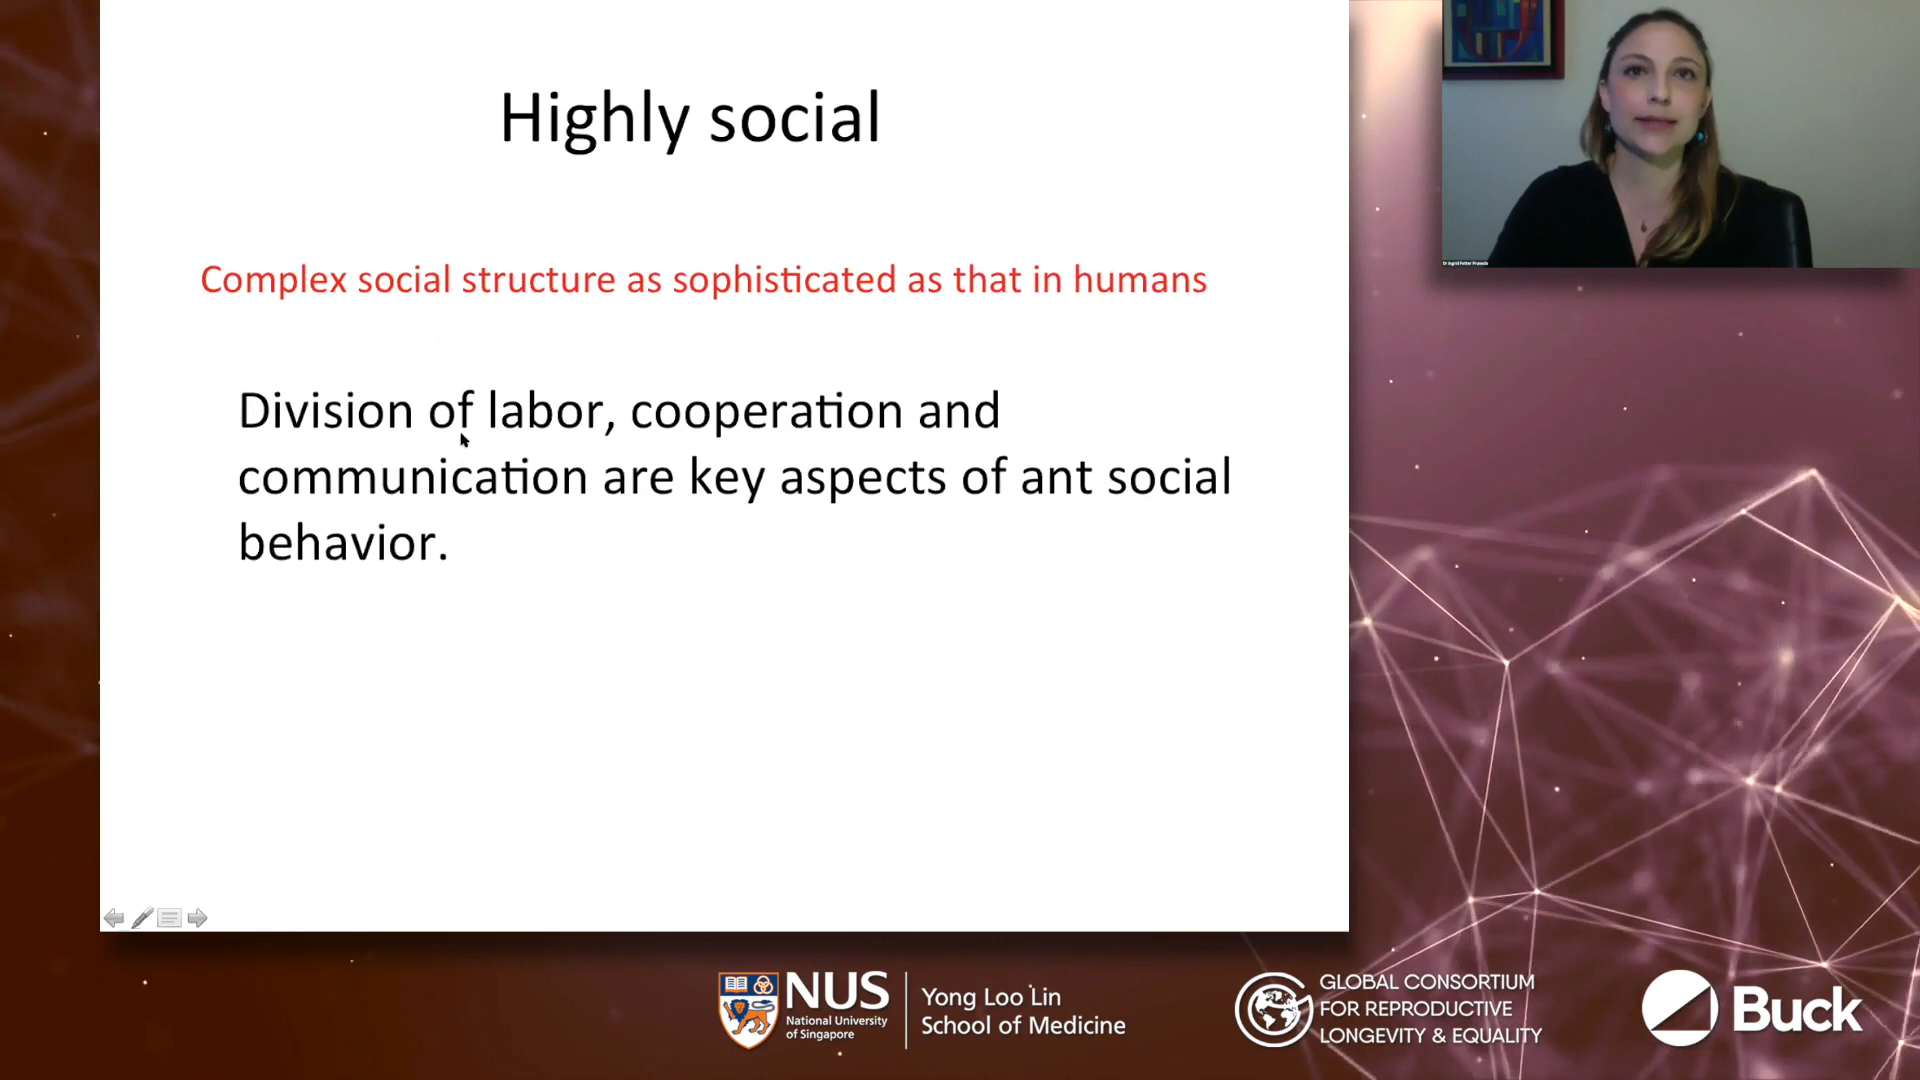 Highly social
Complex social structure as sophisticated as that in humans
Division of labor, cooperation and
communication are key aspects of ant social
behavior.
NUS
National University
of Singapore
Yong Loo Lin
School of Medicine
GLOBAL CONSORTIUM
FOR REPRODUCTIVE
LONGEVITY & EQUALITY
Buck